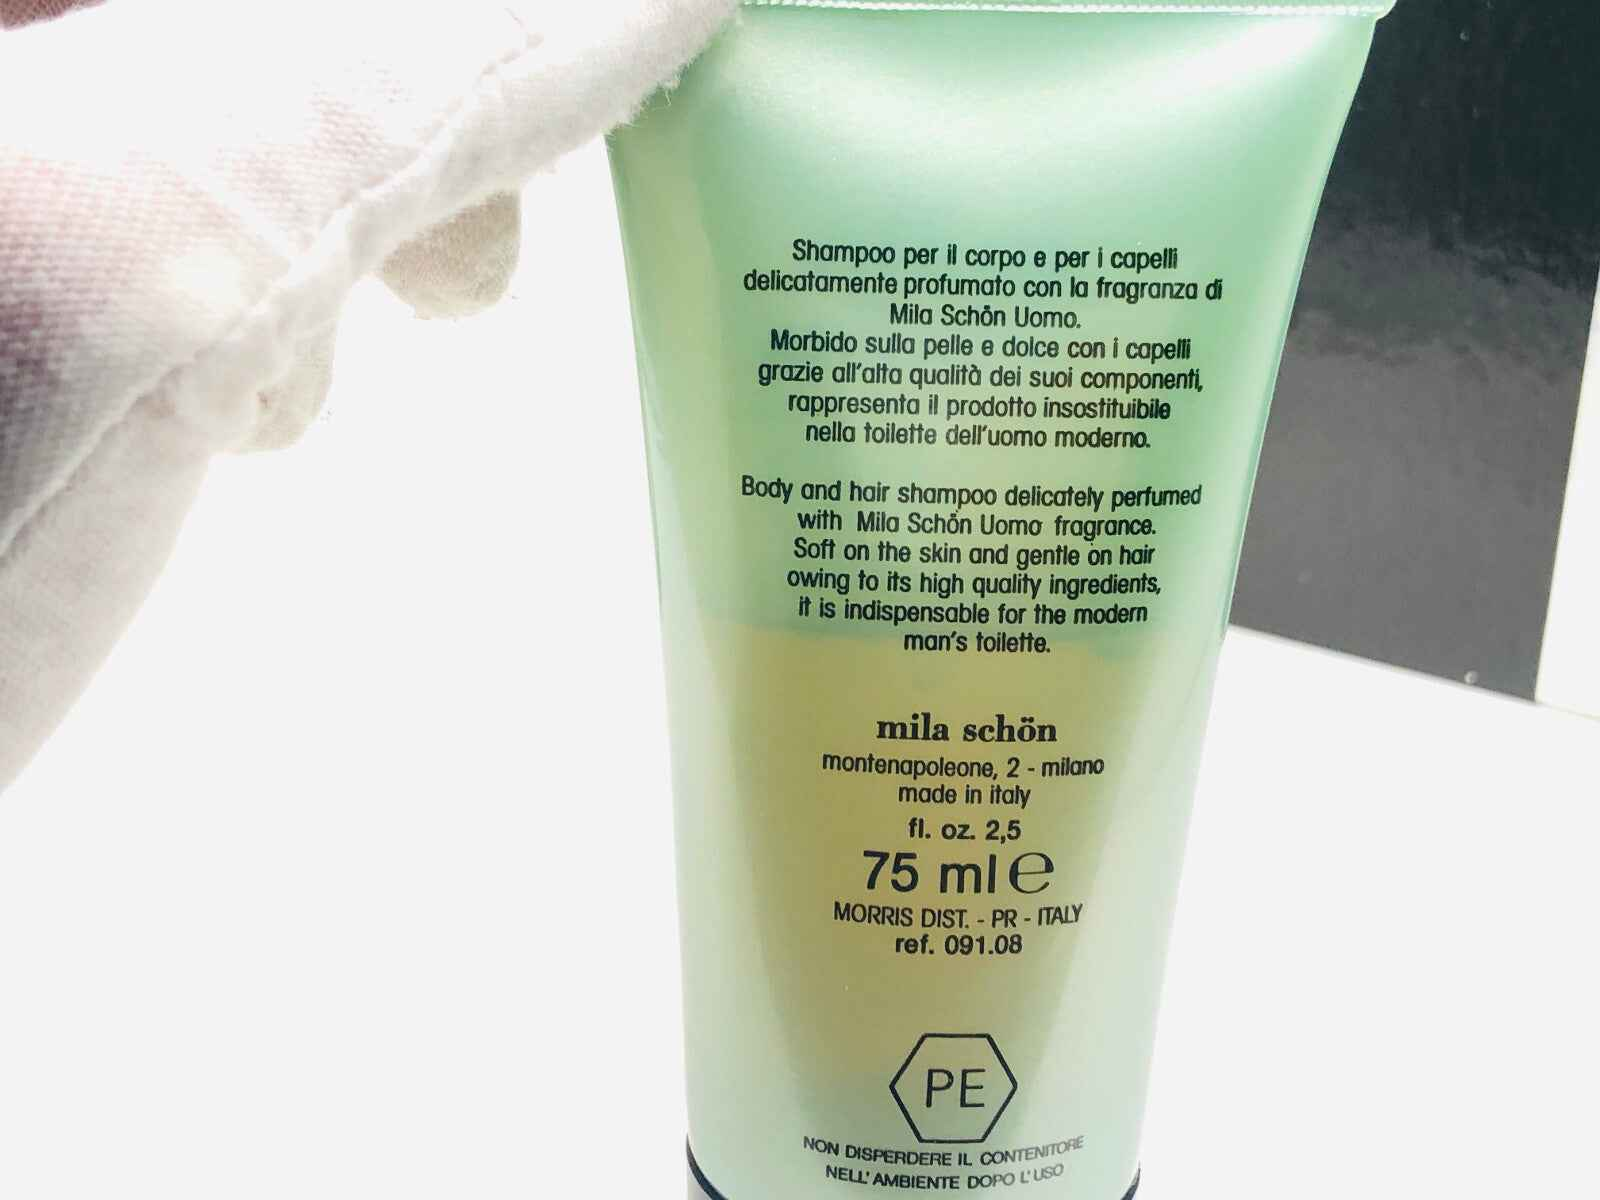 Shampoo per il corpo e per i capelli
delicatamente profumato con la fragranza di
Mila Schön Uomo.
Morbido sulla pelle e dolce con i capelli
grazie all'alta qualità dei suoi componenti,
rappresenta il prodotto insostituibile
nella toilette dell'uomo moderno.
Body and hair shampoo delicately perfumed
with Mila Schön Uomo fragrance.
Soft on the skin and gentle on hair
owing to its high quality ingredients,
it is indispensable for the modern
man's toilette.
mila schön
montenapoleone, 2 - milano
made in italy
fl. oz. 2,5
75 ml e
MORRIS DIST. - PR - ITALY
ref. 091.08
PE
NON DISPERDERE IL CONTENITORE
NELL'AMBIENTE DOPO L'USO